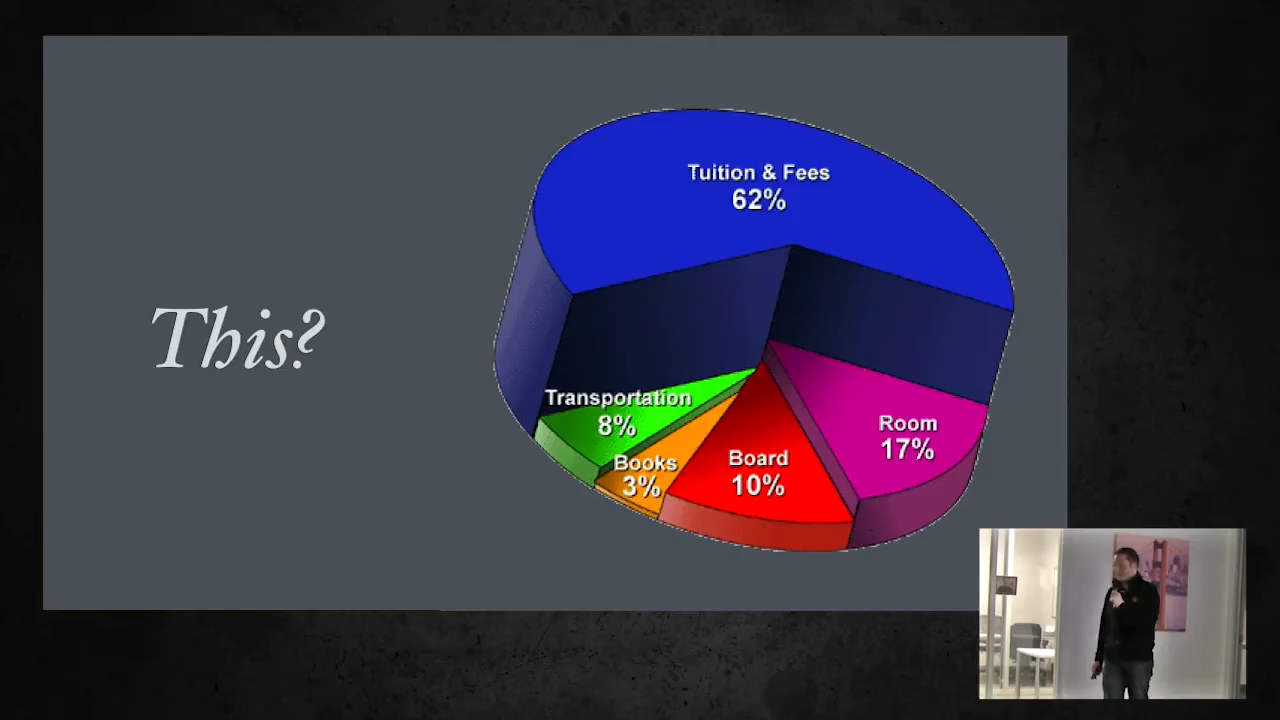 This?
Tuition & Fees
62%
Transportation
8%
Books
3%
Board
10%
Room
17%